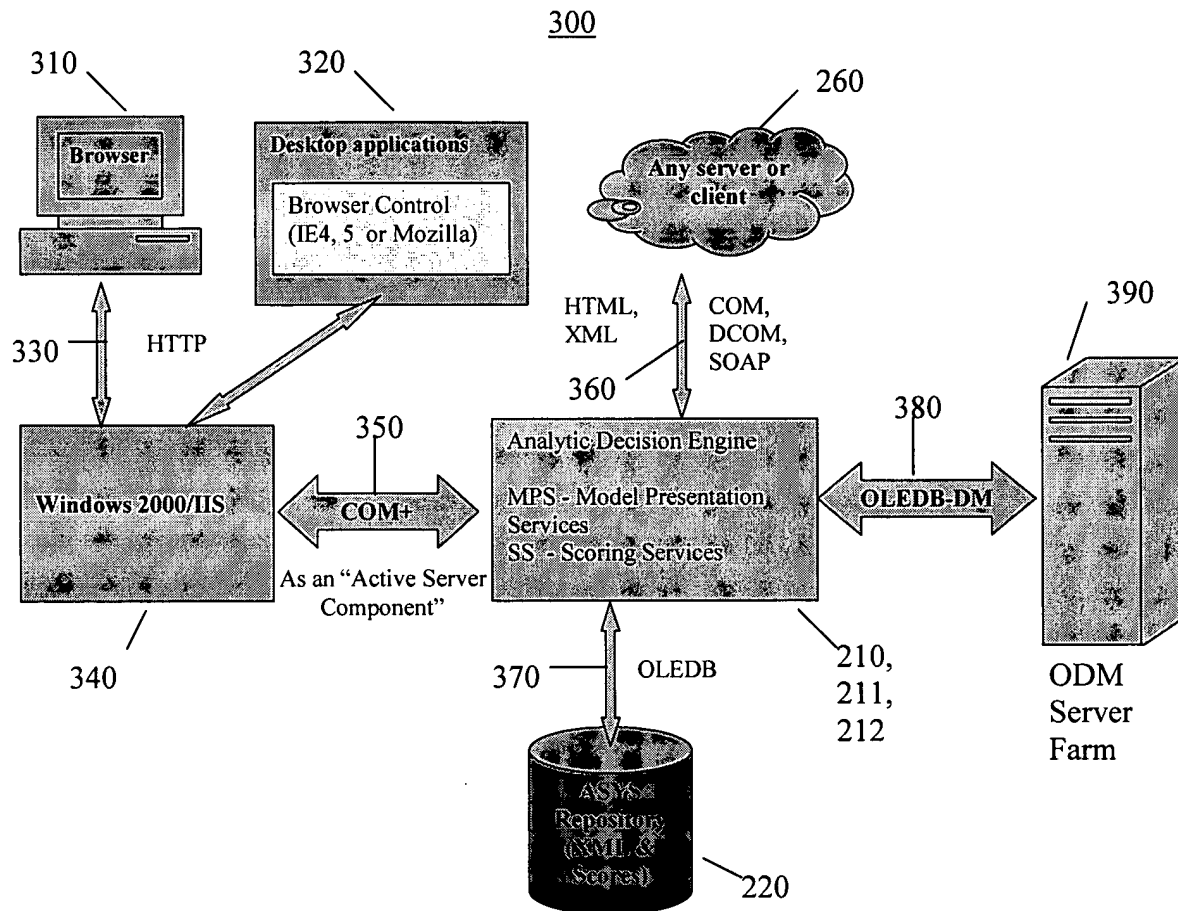 300
310
320
260
Browser
Desktop applications
Browser Control
(IE4, 5 or Mozilla)
Any server or
client
390
330
HTTP
HTML,
XML
COM,
DCOM,
SOAP
360
350
380
Windows 2000/IIS
COM+
As an “Active Server
Component”
Analytic Decision Engine
MPS - Model Presentation
Services
SS - Scoring Services
OLEDB-DM
340
370
OLEDB
210,
211,
212
ODM
Server
Farm
ASYS
Repository
(XML &
Scores)
220